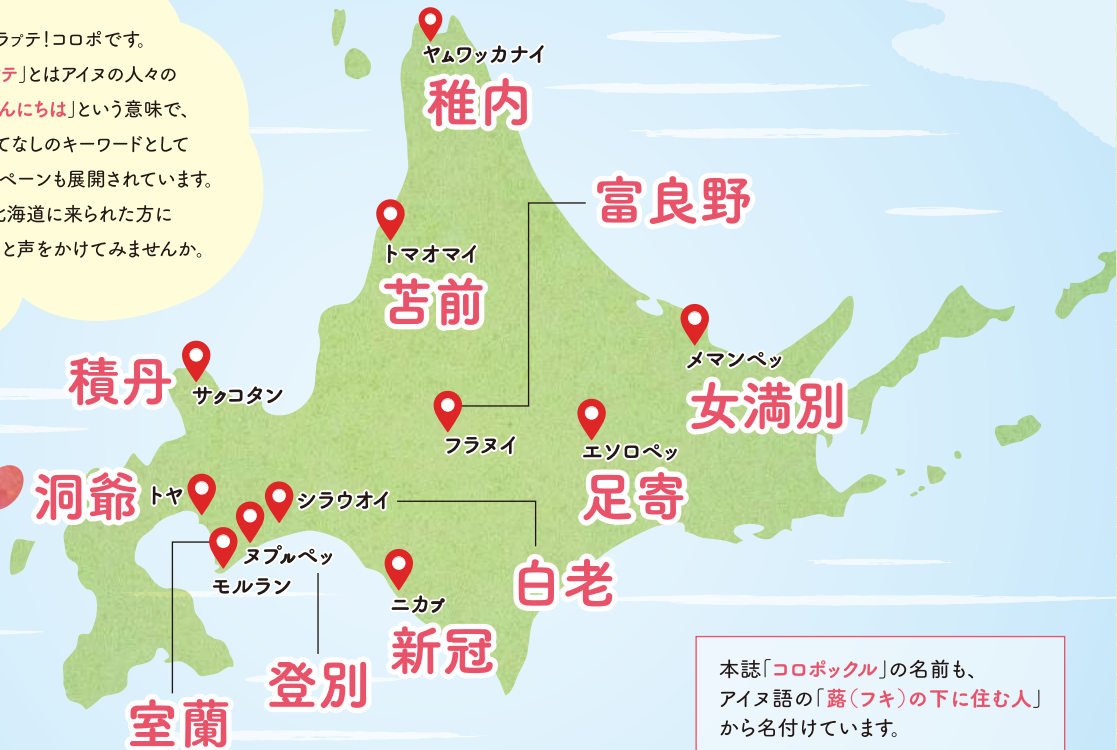 ラㇷ゚テ！コロポです。
テ」とはアイヌの人々の
んにちは」という意味で、
てなしのキーワードとして
ペーンも展開されています。
北海道に来られた方に
と声をかけてみませんか。
ヤㇺワッカナイ
稚内
富良野
トマオマイ
苫前
メマンペッ
女満別
積丹
サㇰコタン
フラヌイ
エソロペッ
足寄
洞爺
トヤ
シラウオイ
白老
ヌプㇽペッ
モルラン
ニカㇷ゚
新冠
登別
室蘭
本誌「コロポックル」の名前も、
アイヌ語の「蕗（フキ）の下に住む人」
から名付けています。